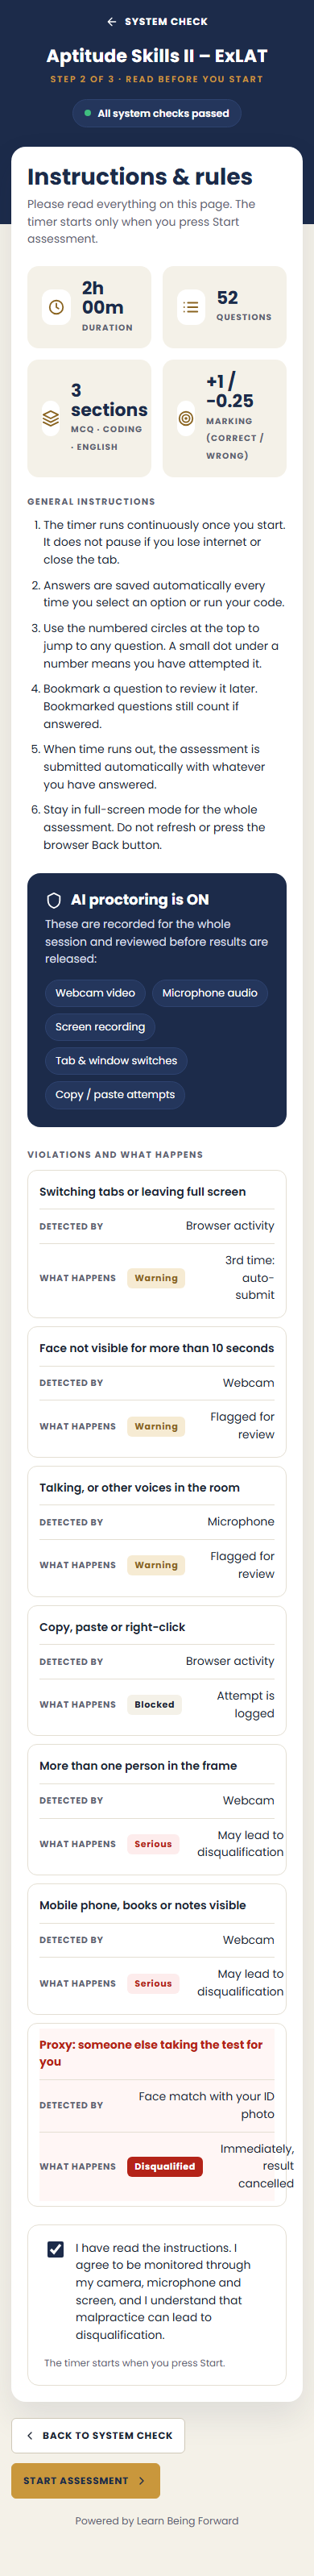 SYSTEM CHECK
Aptitude Skills II – ExLAT
STEP 2 OF 3 · READ BEFORE YOU START
All system checks passed
Instructions & rules
Please read everything on this page. The
timer starts only when you press Start
assessment.
2h
00m
DURATION
52
QUESTIONS
3
sections
MCQ · CODING
· ENGLISH
+1 /
−0.25
MARKING
(CORRECT /
WRONG)
GENERAL INSTRUCTIONS
1. The timer runs continuously once you start.
It does not pause if you lose internet or
close the tab.
2. Answers are saved automatically every
time you select an option or run your code.
3. Use the numbered circles at the top to
jump to any question. A small dot under a
number means you have attempted it.
4. Bookmark a question to review it later.
Bookmarked questions still count if
answered.
5. When time runs out, the assessment is
submitted automatically with whatever
you have answered.
6. Stay in full-screen mode for the whole
assessment. Do not refresh or press the
browser Back button.
AI proctoring is ON
These are recorded for the whole
session and reviewed before results are
released:
Webcam video
Microphone audio
Screen recording
Tab & window switches
Copy / paste attempts
VIOLATIONS AND WHAT HAPPENS
Switching tabs or leaving full screen
DETECTED BY Browser activity
WHAT HAPPENS Warning 3rd time:
auto-
submit
Face not visible for more than 10 seconds
DETECTED BY Webcam
WHAT HAPPENS Warning Flagged for
review
Talking, or other voices in the room
DETECTED BY Microphone
WHAT HAPPENS Warning Flagged for
review
Copy, paste or right-click
DETECTED BY Browser activity
WHAT HAPPENS Blocked Attempt is
logged
More than one person in the frame
DETECTED BY Webcam
WHAT HAPPENS Serious May lead to
disqualification
Mobile phone, books or notes visible
DETECTED BY Webcam
WHAT HAPPENS Serious May lead to
disqualification
Proxy: someone else taking the test for
you
DETECTED BY Face match with your ID
photo
WHAT HAPPENS Disqualified Immediately,
result
cancelled
I have read the instructions. I
agree to be monitored through
my camera, microphone and
screen, and I understand that
malpractice can lead to
disqualification.
The timer starts when you press Start.
BACK TO SYSTEM CHECK
START ASSESSMENT
Powered by Learn Being Forward